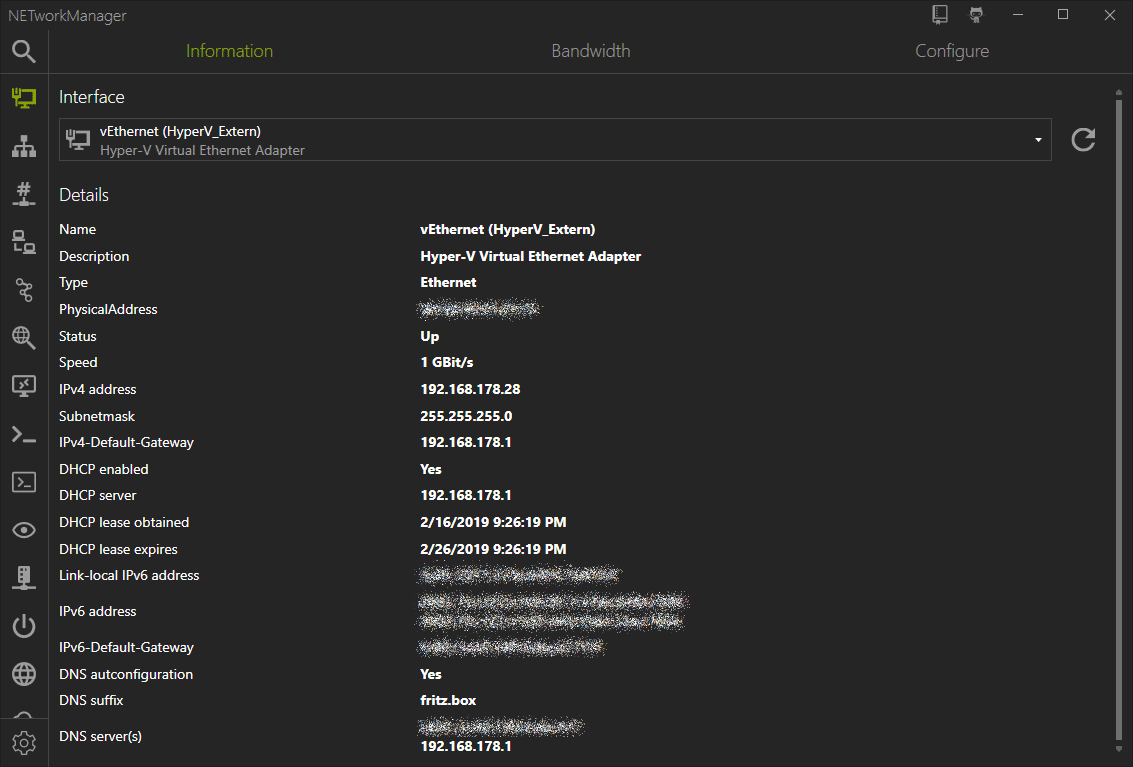 NETworkManager
Information Bandwidth Configure
Interface
vEthernet (HyperV_Extern)
Hyper-V Virtual Ethernet Adapter
Details
Name vEthernet (HyperV_Extern)
Description Hyper-V Virtual Ethernet Adapter
Type Ethernet
PhysicalAddress
Status Up
Speed 1 GBit/s
IPv4 address 192.168.178.28
Subnetmask 255.255.255.0
IPv4-Default-Gateway 192.168.178.1
DHCP enabled Yes
DHCP server 192.168.178.1
DHCP lease obtained 2/16/2019 9:26:19 PM
DHCP lease expires 2/26/2019 9:26:19 PM
Link-local IPv6 address
IPv6 address
IPv6-Default-Gateway
DNS autconfiguration Yes
DNS suffix fritz.box
DNS server(s)
192.168.178.1